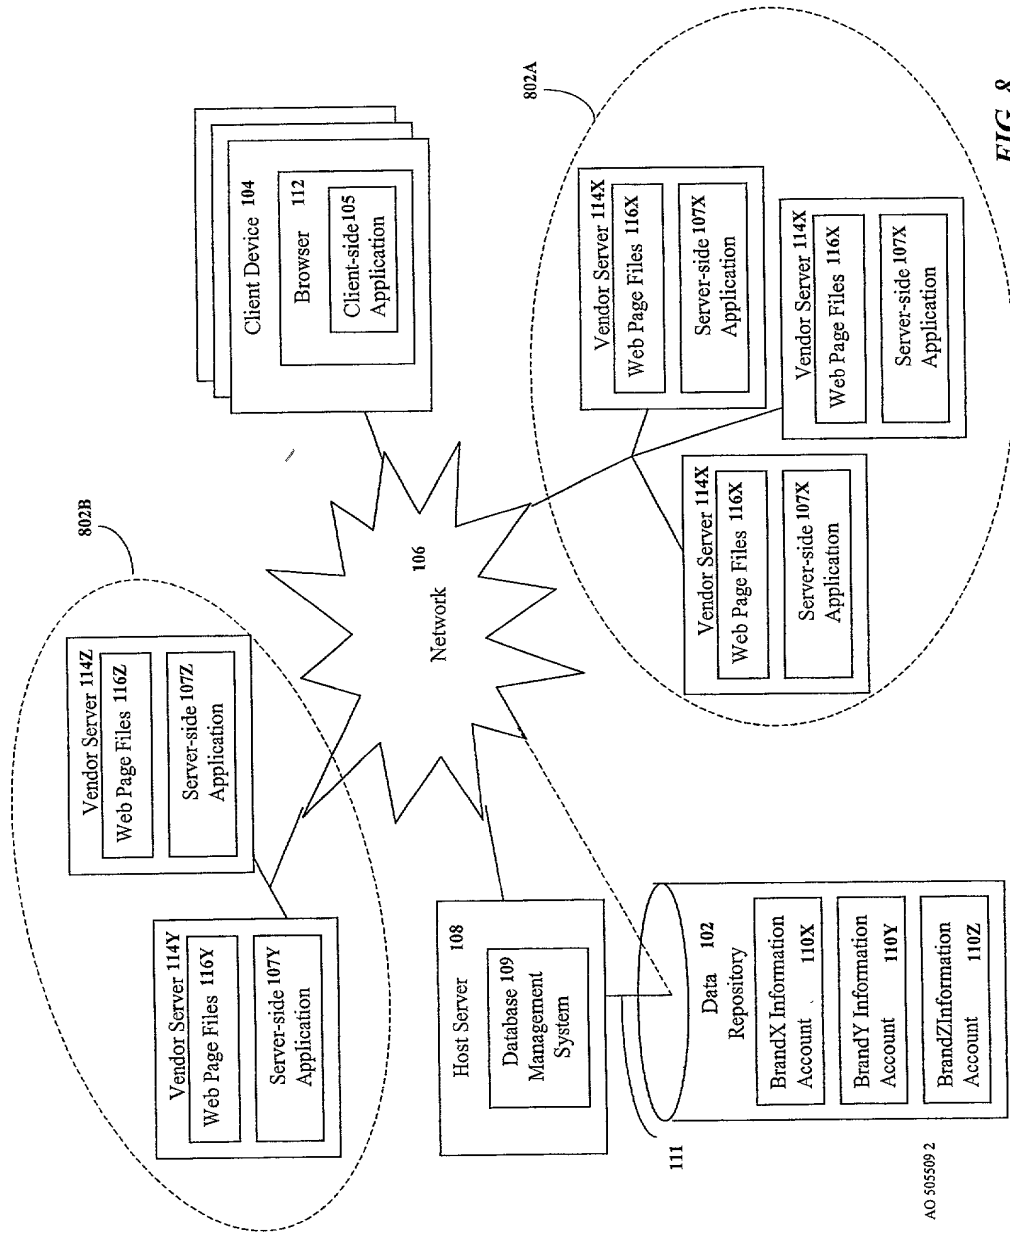 802B
Vendor Server 114Y
Web Page Files 116Y
Server-side 107Y
Application
Vendor Server 114Z
Web Page Files 116Z
Server-side 107Z
Application
Client Device 104
Browser 112
Client-side 105
Application
106
Network
Host Server 108
Database 109
Management
System
111
Data 102
Repository
BrandX Information
Account 110X
BrandY Information
Account 110Y
BrandZInformation
Account 110Z
802A
Vendor Server 114X
Web Page Files 116X
Server-side 107X
Application
Vendor Server 114X
Web Page Files 116X
Server-side 107X
Application
Vendor Server 114X
Web Page Files 116X
Server-side 107X
Application
AO 505509.2
FIG. 8